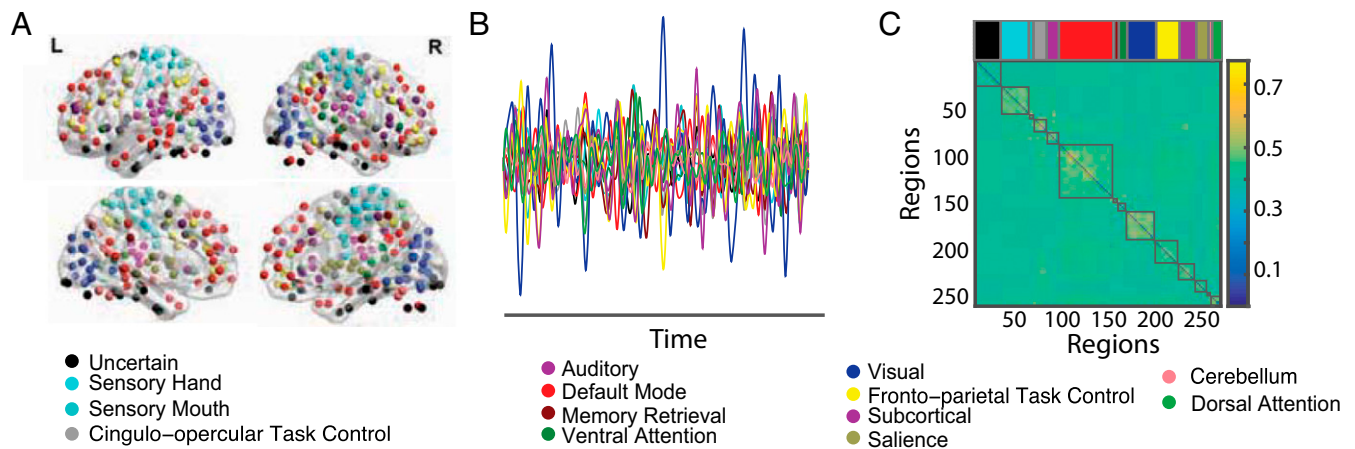 A
B
C
L
R
0.7
0.5
0.3
0.1
50
100
150
200
250
Regions
50 100 150 200 250
Regions
Time
Uncertain
Sensory Hand
Sensory Mouth
Cingulo-opercular Task Control
Auditory
Default Mode
Memory Retrieval
Ventral Attention
Visual
Fronto-parietal Task Control
Subcortical
Salience
Cerebellum
Dorsal Attention